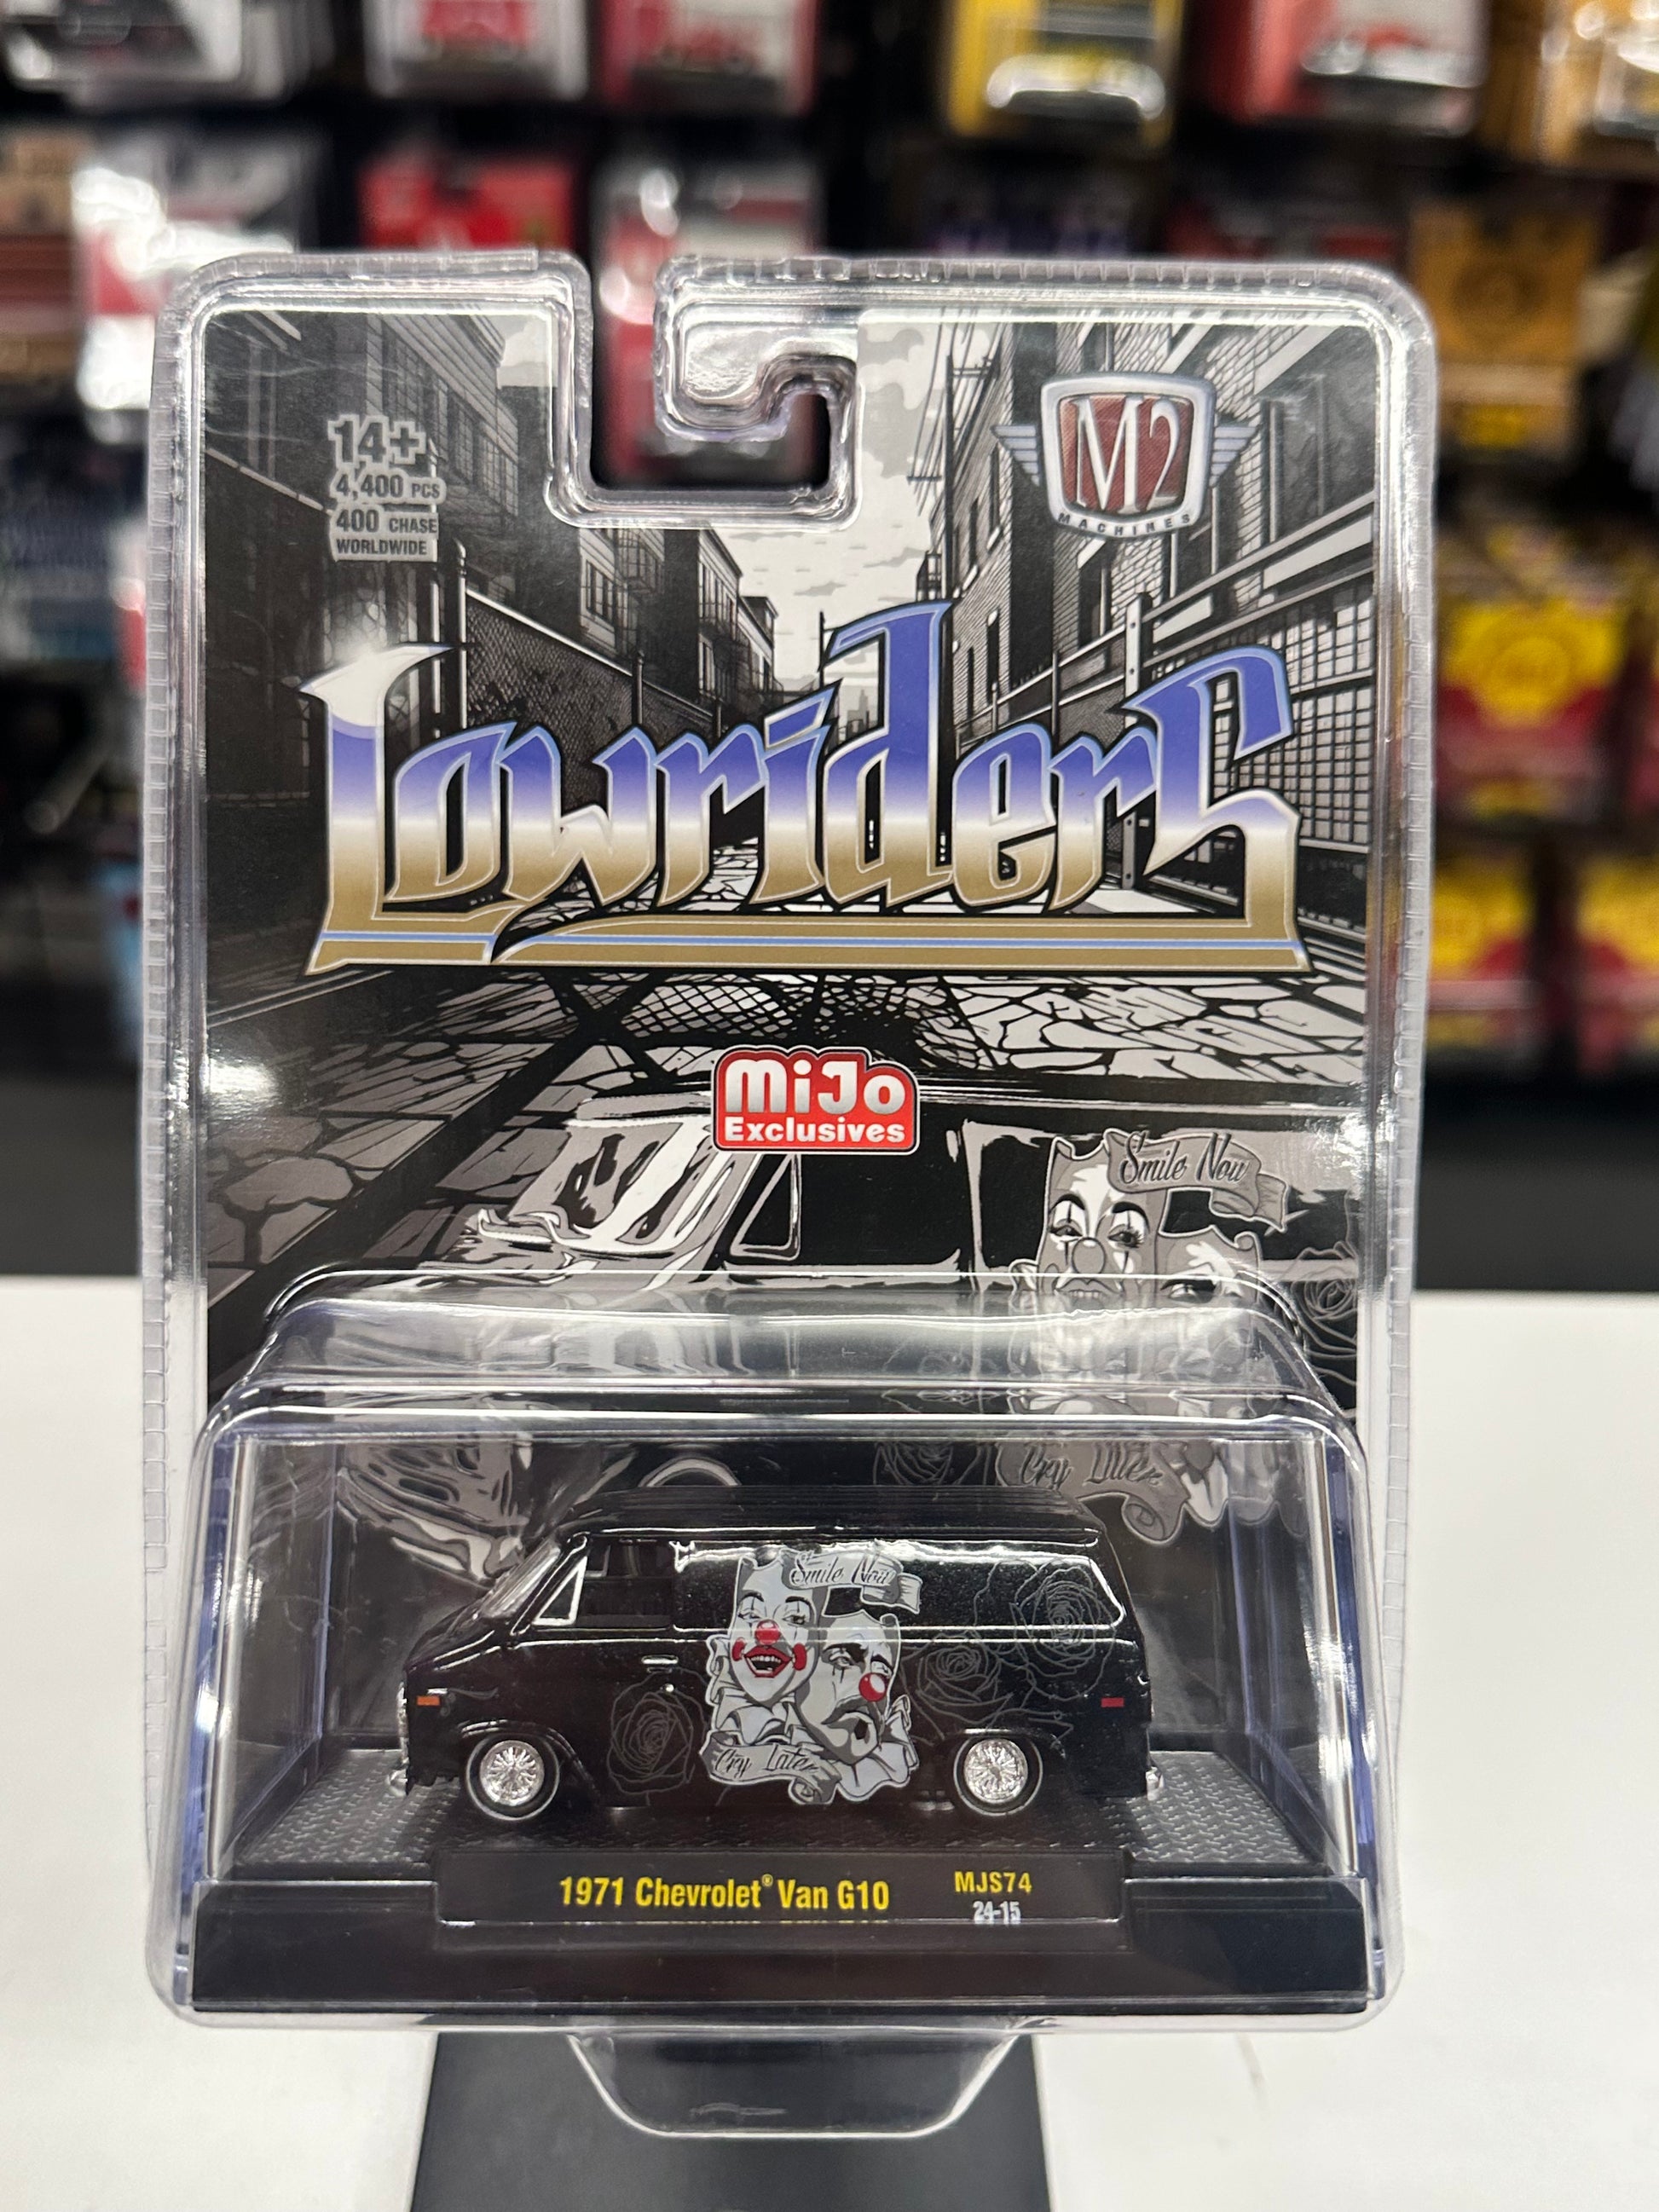 14+
4,400 PCS
400 CHASE
WORLDWIDE
M2
MACHINES
Lowriders
MiJo
Exclusives
Smile Now
Cry Later
Smile Now
Cry Later
1971 Chevrolet® Van G10
MJS74
24-15